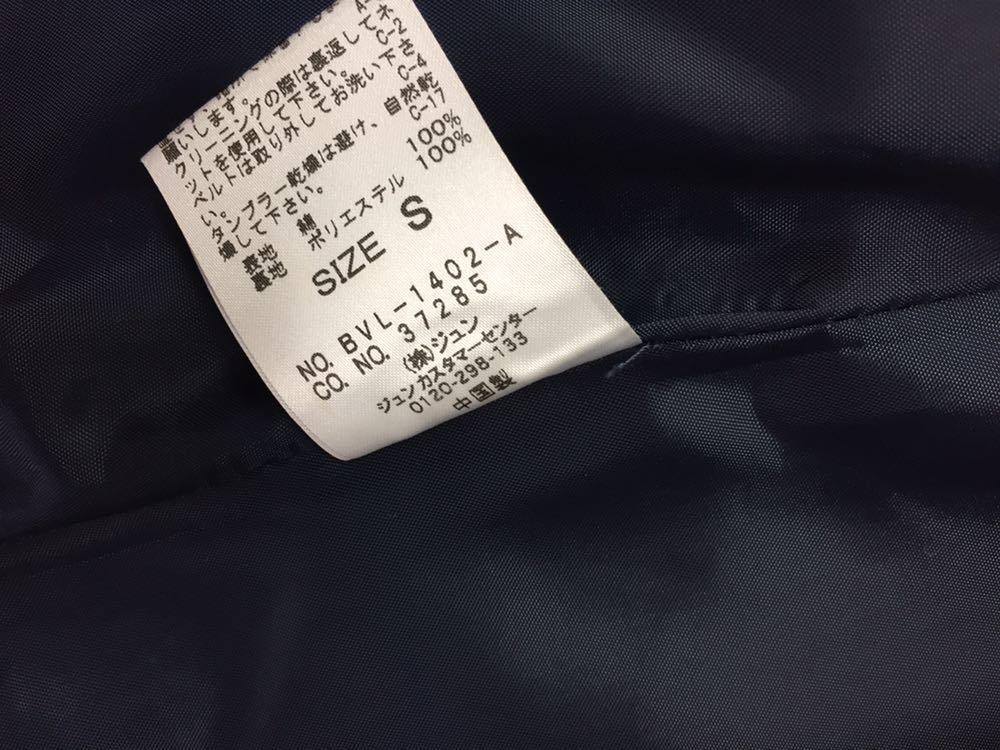 A-
願いします。
クリーニングの際は裏返してネ
ットを使用して下さい。 C-2
ベルトは取り外してお洗い下さ
い。 C-4
タンブラー乾燥は避け、自然乾
燥して下さい。 C-17
表地 綿 100%
裏地 ポリエステル 100%
SIZE S
NO. BVL-1402-A
CO. NO. 37285
(株)ジュン
ジュンカスタマーセンター
0120-298-133
中国製